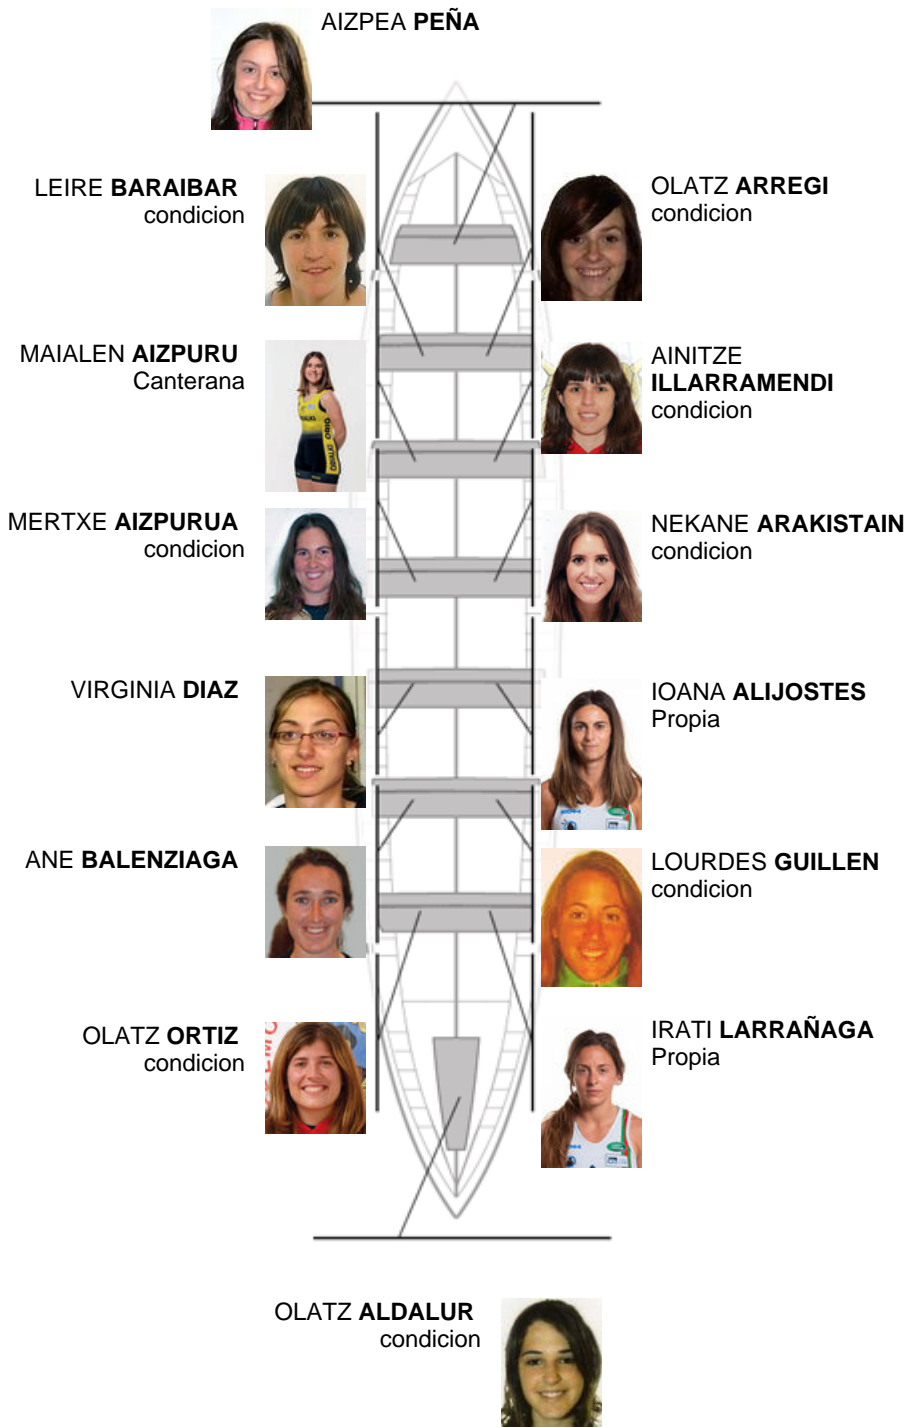 AIZPEA PEÑA
LEIRE BARAIBAR
condicion
OLATZ ARREGI
condicion
MAIALEN AIZPURU
Canterana
AINITZE
ILLARRAMENDI
condicion
MERTXE AIZPURUA
condicion
NEKANE ARAKISTAIN
condicion
VIRGINIA DIAZ
IOANA ALIJOSTES
Propia
ANE BALENZIAGA
LOURDES GUILLEN
condicion
OLATZ ORTIZ
condicion
IRATI LARRAÑAGA
Propia
OLATZ ALDALUR
condicion